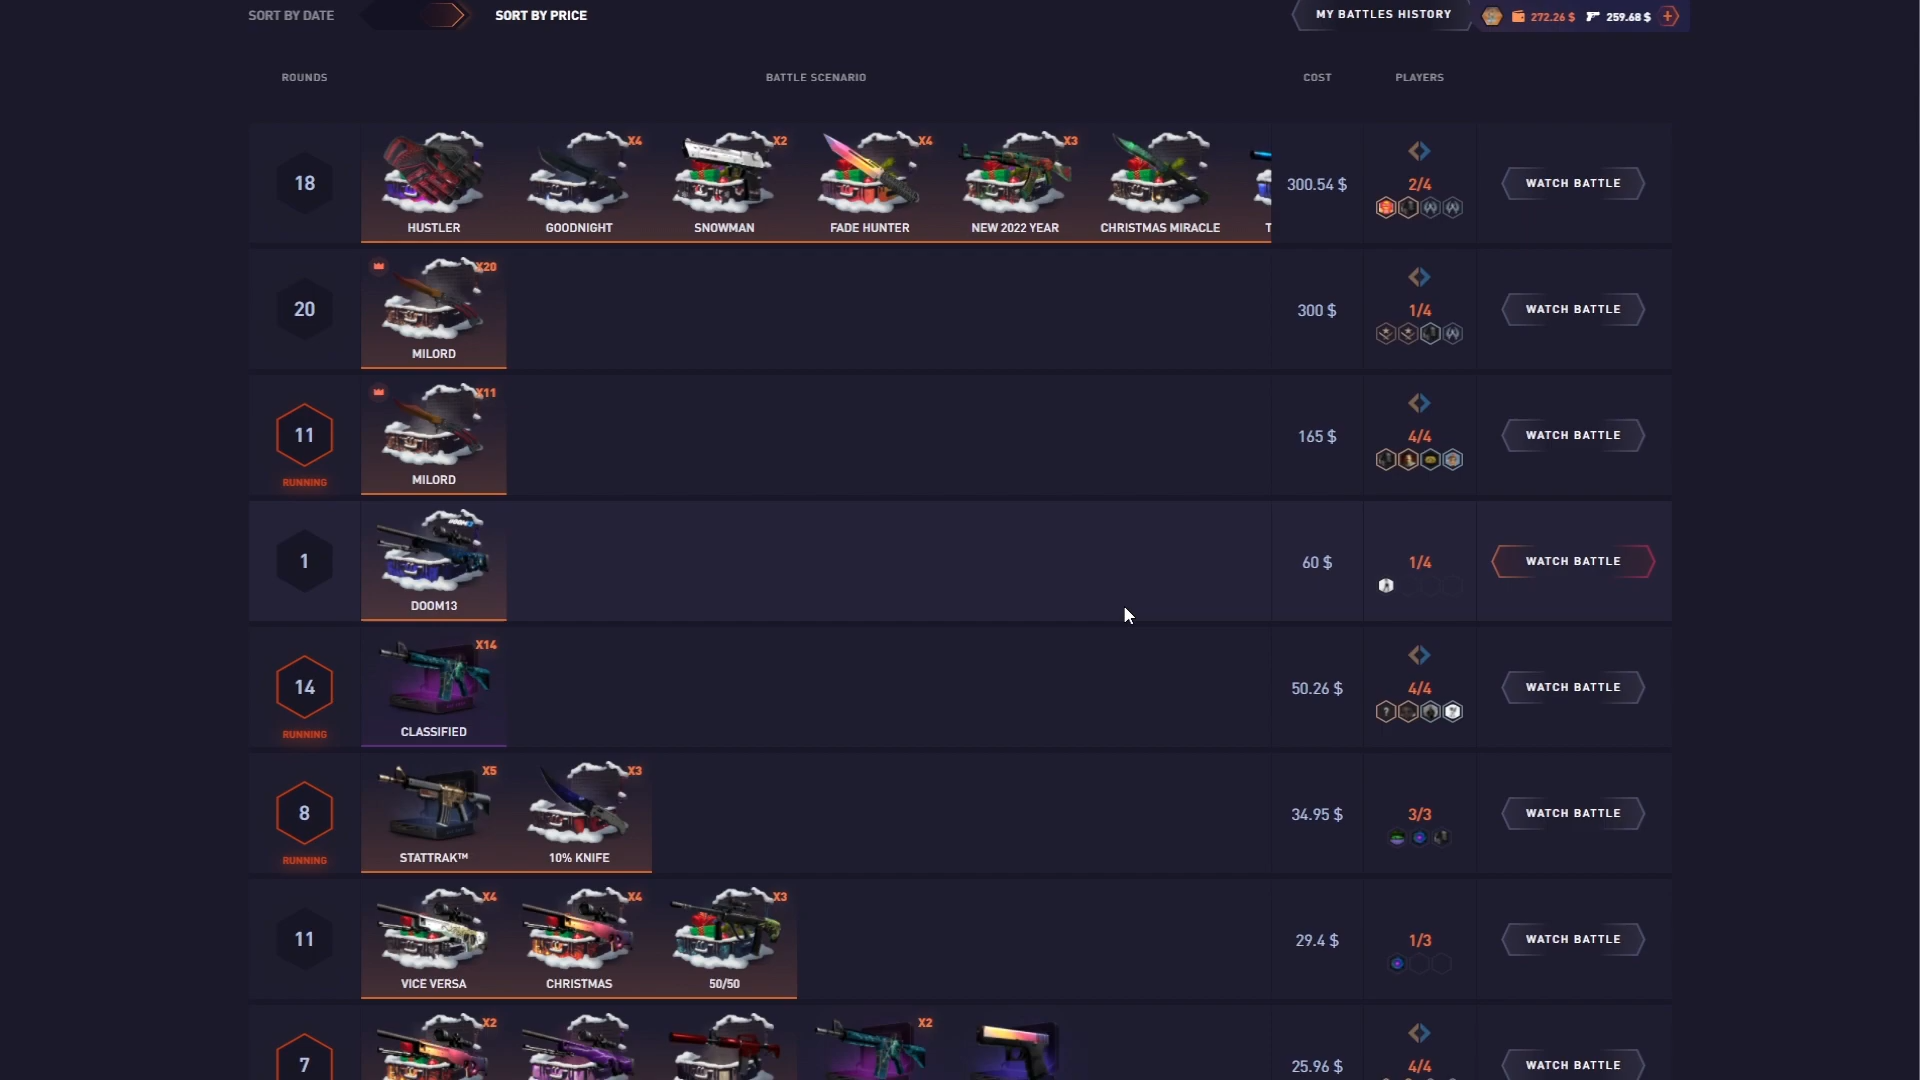 SORT BY DATE SORT BY PRICE MY BATTLES HISTORY 272.26 $ 259.68 $
ROUNDS BATTLE SCENARIO COST PLAYERS
X4 X2 X4 X3
18 300.54 $ 2/4 WATCH BATTLE
HUSTLER GOODNIGHT SNOWMAN FADE HUNTER NEW 2022 YEAR CHRISTMAS MIRACLE T
X20
20 300 $ 1/4 WATCH BATTLE
MILORD
X11
11 165 $ 4/4 WATCH BATTLE
RUNNING MILORD
DOOM13
1 60 $ 1/4 WATCH BATTLE
DOOM13
X14
14 50.26 $ 4/4 WATCH BATTLE
RUNNING CLASSIFIED
X5 X3
8 34.95 $ 3/3 WATCH BATTLE
RUNNING STATTRAK™ 10% KNIFE
X4 X4 X3
11 29.4 $ 1/3 WATCH BATTLE
VICE VERSA CHRISTMAS 50/50
X2 X2
7 25.96 $ 4/4 WATCH BATTLE